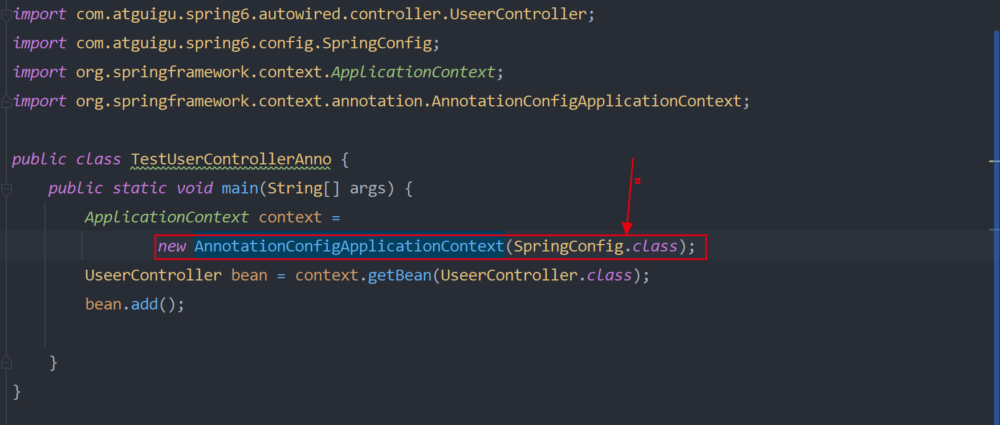 import com.atguigu.spring6.autowired.controller.UseerController;
import com.atguigu.spring6.config.SpringConfig;
import org.springframework.context.ApplicationContext;
import org.springframework.context.annotation.AnnotationConfigApplicationContext;
public class TestUserControllerAnno {
public static void main(String[] args) {
ApplicationContext context =
new AnnotationConfigApplicationContext(SpringConfig.class);
UseerController bean = context.getBean(UseerController.class);
bean.add();
}
}